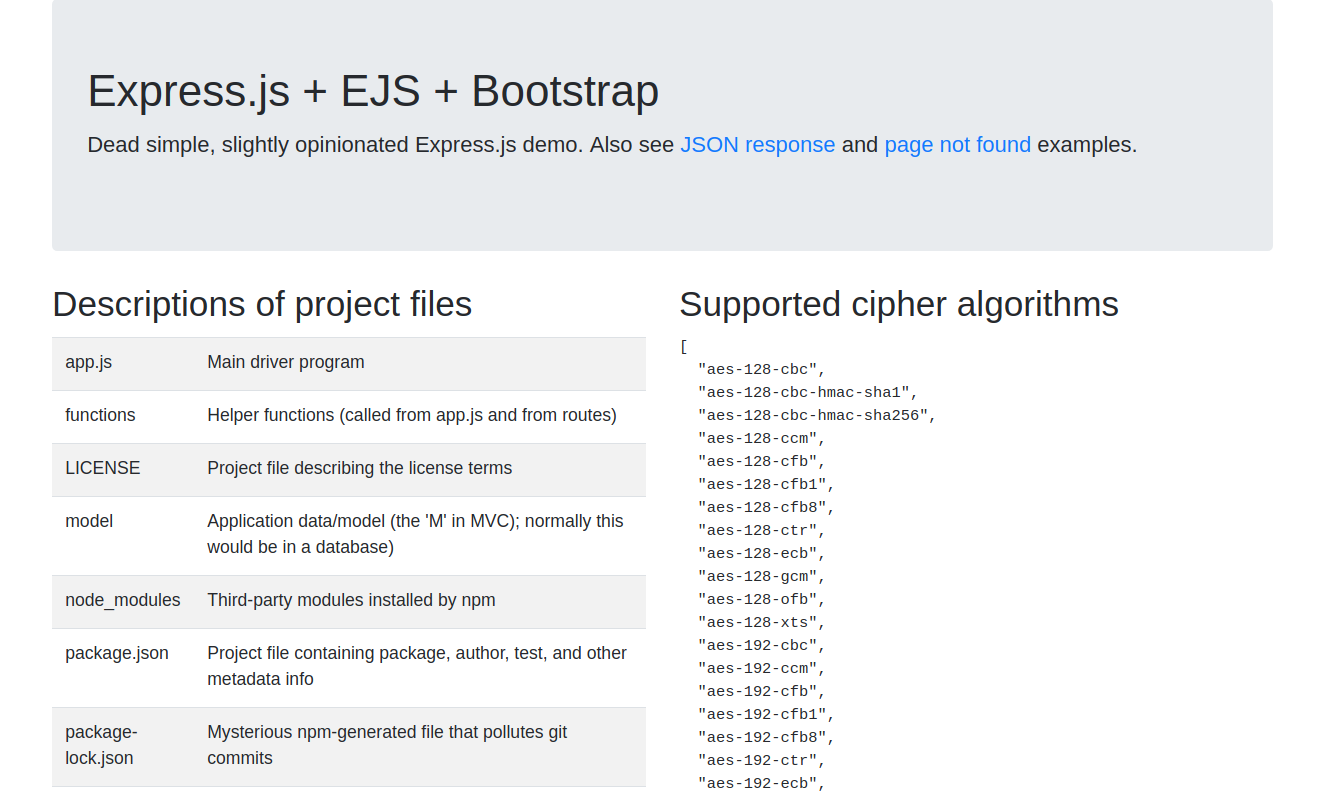 Express.js + EJS + Bootstrap
Dead simple, slightly opinionated Express.js demo. Also see JSON response and page not found examples.
Descriptions of project files
app.js Main driver program
functions Helper functions (called from app.js and from routes)
LICENSE Project file describing the license terms
model Application data/model (the 'M' in MVC); normally this
would be in a database)
node_modules Third-party modules installed by npm
package.json Project file containing package, author, test, and other
metadata info
package- Mysterious npm-generated file that pollutes git
lock.json commits
Supported cipher algorithms
[
"aes-128-cbc",
"aes-128-cbc-hmac-sha1",
"aes-128-cbc-hmac-sha256",
"aes-128-ccm",
"aes-128-cfb",
"aes-128-cfb1",
"aes-128-cfb8",
"aes-128-ctr",
"aes-128-ecb",
"aes-128-gcm",
"aes-128-ofb",
"aes-128-xts",
"aes-192-cbc",
"aes-192-ccm",
"aes-192-cfb",
"aes-192-cfb1",
"aes-192-cfb8",
"aes-192-ctr",
"aes-192-ecb",